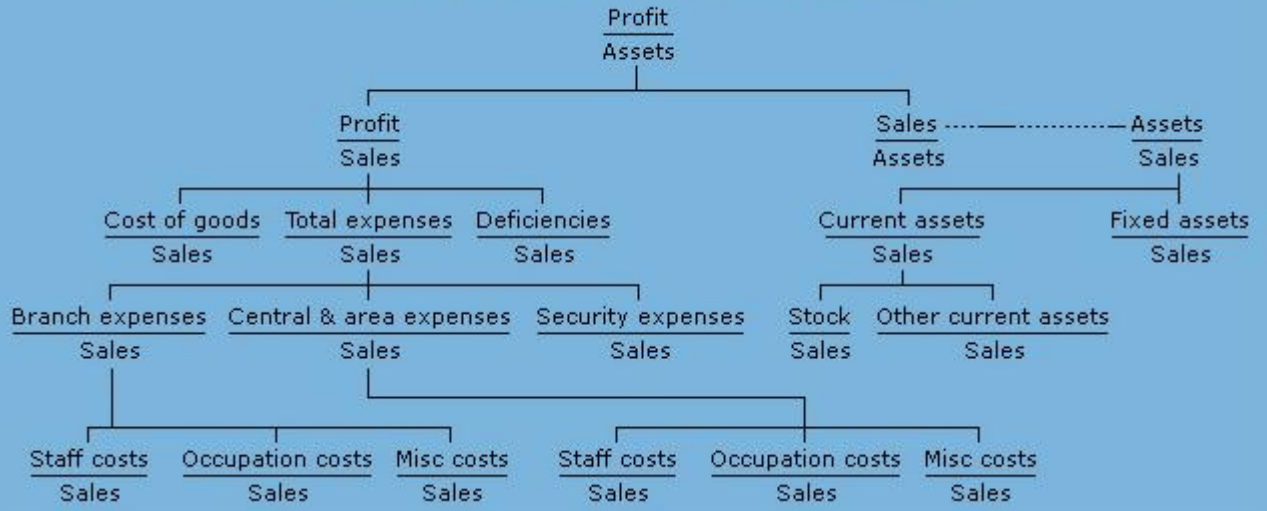 Profit
Assets
Profit Sales Assets
Sales Assets Sales
Cost of goods Total expenses Deficiencies Current assets Fixed assets
Sales Sales Sales Sales Sales
Branch expenses Central & area expenses Security expenses Stock Other current assets
Sales Sales Sales Sales Sales
Staff costs Occupation costs Misc costs Staff costs Occupation costs Misc costs
Sales Sales Sales Sales Sales Sales